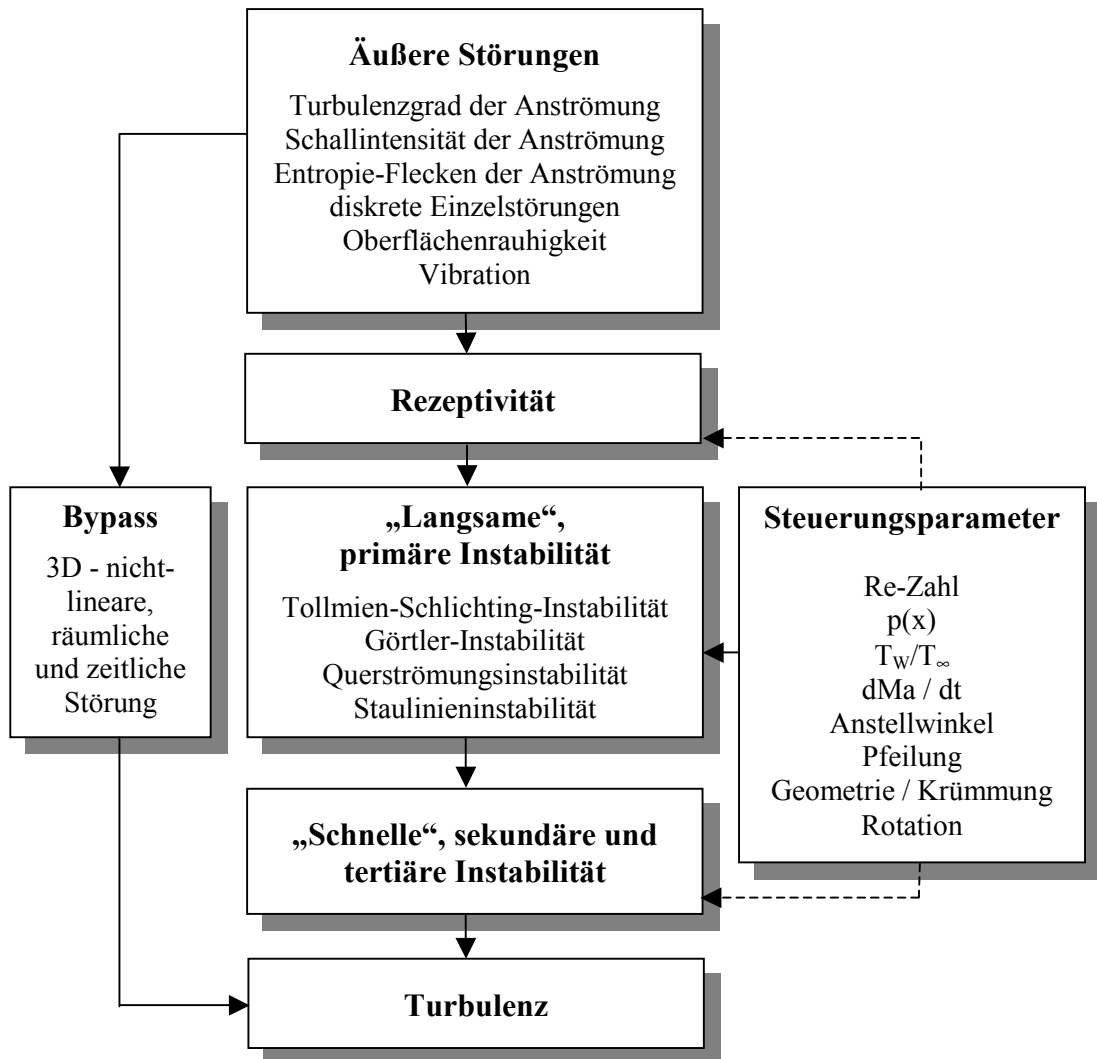 Äußere Störungen
Turbulenzgrad der Anströmung
Schallintensität der Anströmung
Entropie-Flecken der Anströmung
diskrete Einzelstörungen
Oberflächenrauhigkeit
Vibration
Rezeptivität
Bypass
3D - nicht-
lineare,
räumliche
und zeitliche
Störung
„Langsame“,
primäre Instabilität
Tollmien-Schlichting-Instabilität
Görtler-Instabilität
Querströmungsinstabilität
Staulinieninstabilität
Steuerungsparameter
Re-Zahl
p(x)
T_W/T_∞
dMa / dt
Anstellwinkel
Pfeilung
Geometrie / Krümmung
Rotation
„Schnelle“, sekundäre und
tertiäre Instabilität
Turbulenz